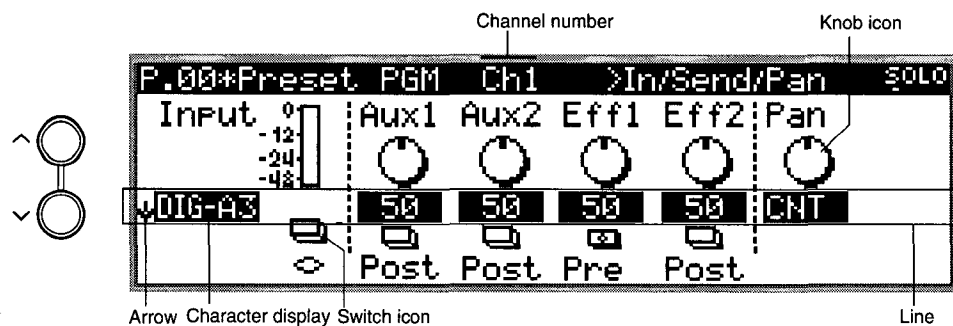 Channel number Knob icon
P.00*Preset PGM Ch1 >In/Send/Pan SOLO
Input 0 Aux1 Aux2 Eff1 Eff2 Pan
-12
-24
-48
DIG-A3 50 50 50 50 CNT
Post Post Pre Post
Arrow Character display Switch icon Line